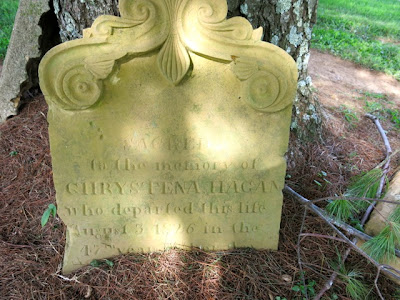 SACRED
to the memory of
CHRYSTENA HAGAN
who departed this life
in the